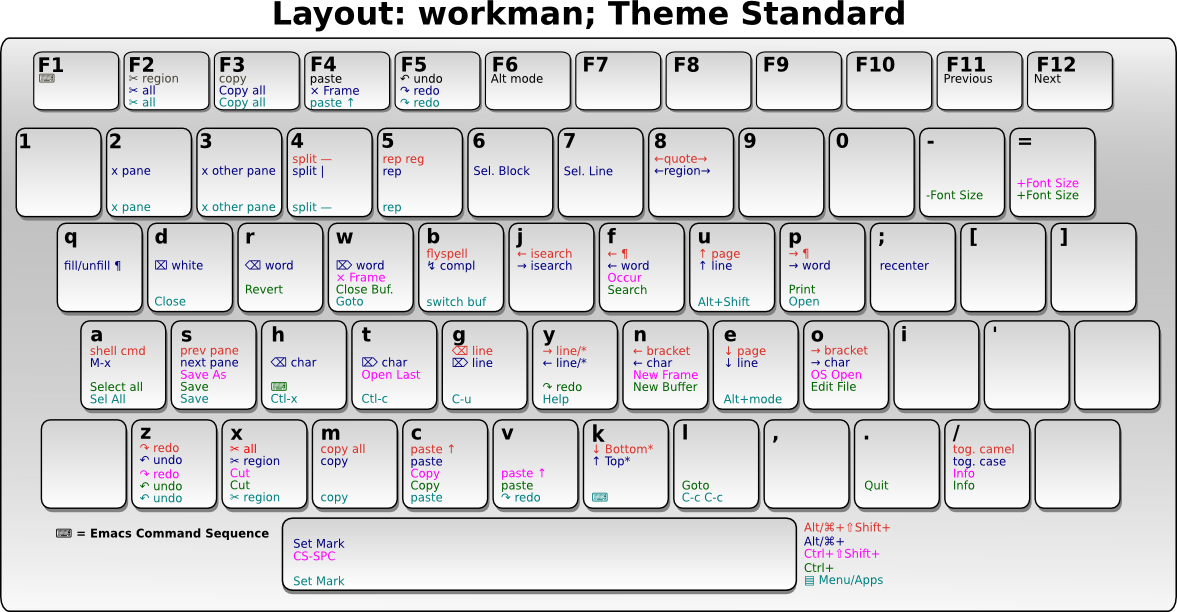 Layout: workman; Theme Standard
F1
⌨
F2
✂ region
✂ all
✂ all
F3
copy
Copy all
Copy all
F4
paste
× Frame
paste ↑
F5
↶ undo
↷ redo
↷ redo
F6
Alt mode
F7
F8
F9
F10
F11
Previous
F12
Next
1
2
x pane
x pane
3
x other pane
x other pane
4
split —
split |
split —
5
rep reg
rep
rep
6
Sel. Block
7
Sel. Line
8
←quote→
←region→
9
0
-
-Font Size
=
+Font Size
+Font Size
q
fill/unfill ¶
d
⌧ white
Close
r
⌫ word
Revert
w
⌦ word
× Frame
Close Buf.
Goto
b
flyspell
↯ compl
switch buf
j
← isearch
→ isearch
f
← ¶
← word
Occur
Search
u
↑ page
↑ line
Alt+Shift
p
→ ¶
→ word
Print
Open
;
recenter
[
]
a
shell cmd
M-x
Select all
Sel All
s
prev pane
next pane
Save As
Save
Save
h
⌫ char
⌨
Ctl-x
t
⌦ char
Open Last
Ctl-c
g
⌫ line
⌦ line
C-u
y
→ line/*
← line/*
↷ redo
Help
n
← bracket
← char
New Frame
New Buffer
e
↓ page
↓ line
Alt+mode
o
→ bracket
→ char
OS Open
Edit File
i
'
z
↷ redo
↶ undo
↷ redo
↶ undo
↶ undo
x
✂ all
✂ region
Cut
Cut
✂ region
m
copy all
copy
copy
c
paste ↑
paste
Copy
Copy
paste
v
paste ↑
paste
↷ redo
k
↓ Bottom*
↑ Top*
⌨
l
Goto
C-c C-c
,
.
Quit
/
tog. camel
tog. case
Info
Info
⌨ = Emacs Command Sequence
Set Mark
CS-SPC
Set Mark
Alt/⌘+⇧Shift+
Alt/⌘+
Ctrl+⇧Shift+
Ctrl+
▤ Menu/Apps